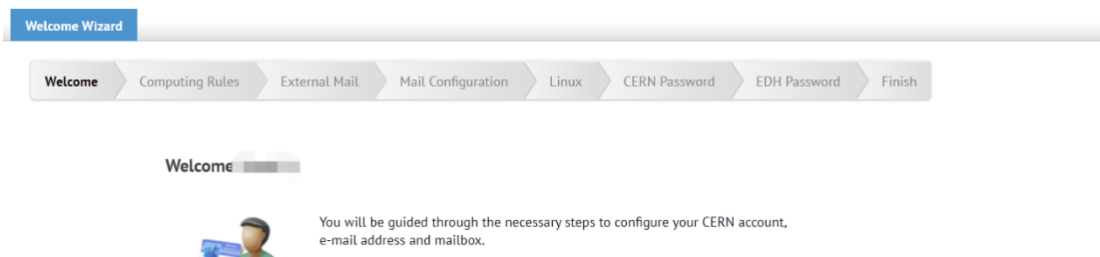 Welcome Wizard
Welcome Computing Rules External Mail Mail Configuration Linux CERN Password EDH Password Finish
Welcome
You will be guided through the necessary steps to configure your CERN account,
e-mail address and mailbox.